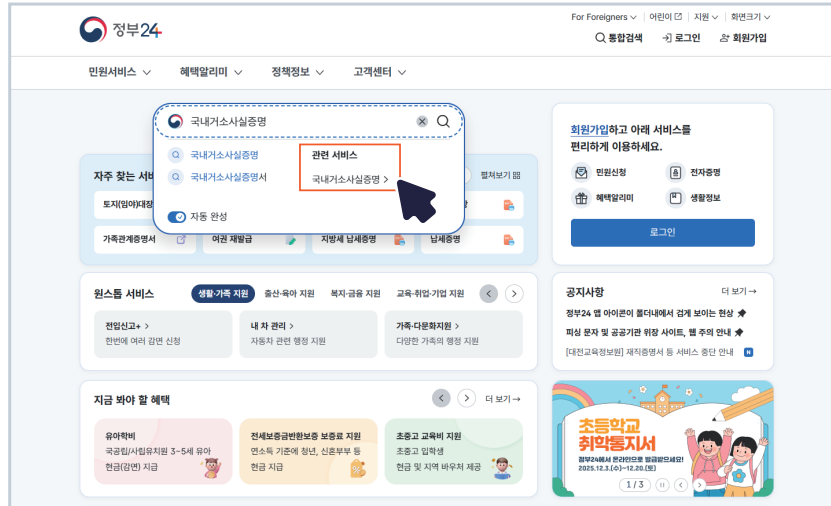 정부24
For Foreigners 어린이 지원 화면크기
통합검색 로그인 회원가입
민원서비스 혜택알리미 정책정보 고객센터
국내거소사실증명
국내거소사실증명
국내거소사실증명서
자동 완성
관련 서비스
국내거소사실증명 >
자주 찾는 서
펼쳐보기
토지(임야)대장
가족관계증명서
여권 재발급
지방세 납세증명
납세증명
회원가입하고 아래 서비스를
편리하게 이용하세요.
민원신청 전자증명
혜택알리미 생활정보
로그인
원스톱 서비스
생활·가족 지원 출산·육아 지원 복지·금융 지원 교육·취업·기업 지원
전입신고+ >
한번에 여러 감면 신청
내 차 관리 >
자동차 관련 행정 지원
가족·다문화지원 >
다양한 가족의 행정 지원
공지사항
더 보기→
정부24 앱 아이콘이 폴더내에서 검게 보이는 현상
피싱 문자 및 공공기관 위장 사이트, 웹 주의 안내
[대전교육정보원] 재직증명서 등 서비스 중단 안내 N
지금 봐야 할 혜택
더 보기→
유아학비
국공립/사립유치원 3~5세 유아
현금(감면) 지급
전세보증금반환보증 보증료 지원
연소득 기준에 청년, 신혼부부 등
현금 지급
초중고 교육비 지원
초중고 입학생
현금 및 지역 바우처 제공
초등학교
취학통지서
정부24에서 온라인으로 발급받으세요!
2025.12.3.(수)~12.20.(토)
1 / 3